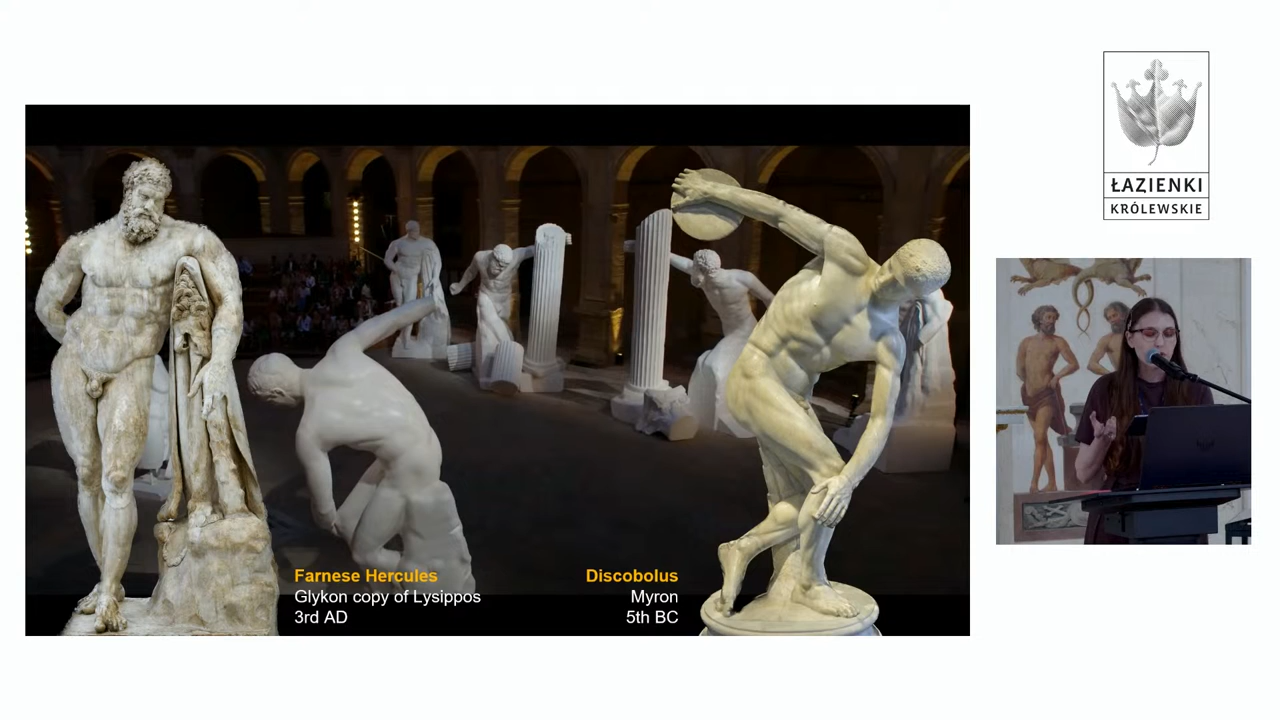 Farnese Hercules
Glykon copy of Lysippos
3rd AD
Discobolus
Myron
5th BC
ŁAZIENKI
KRÓLEWSKIE